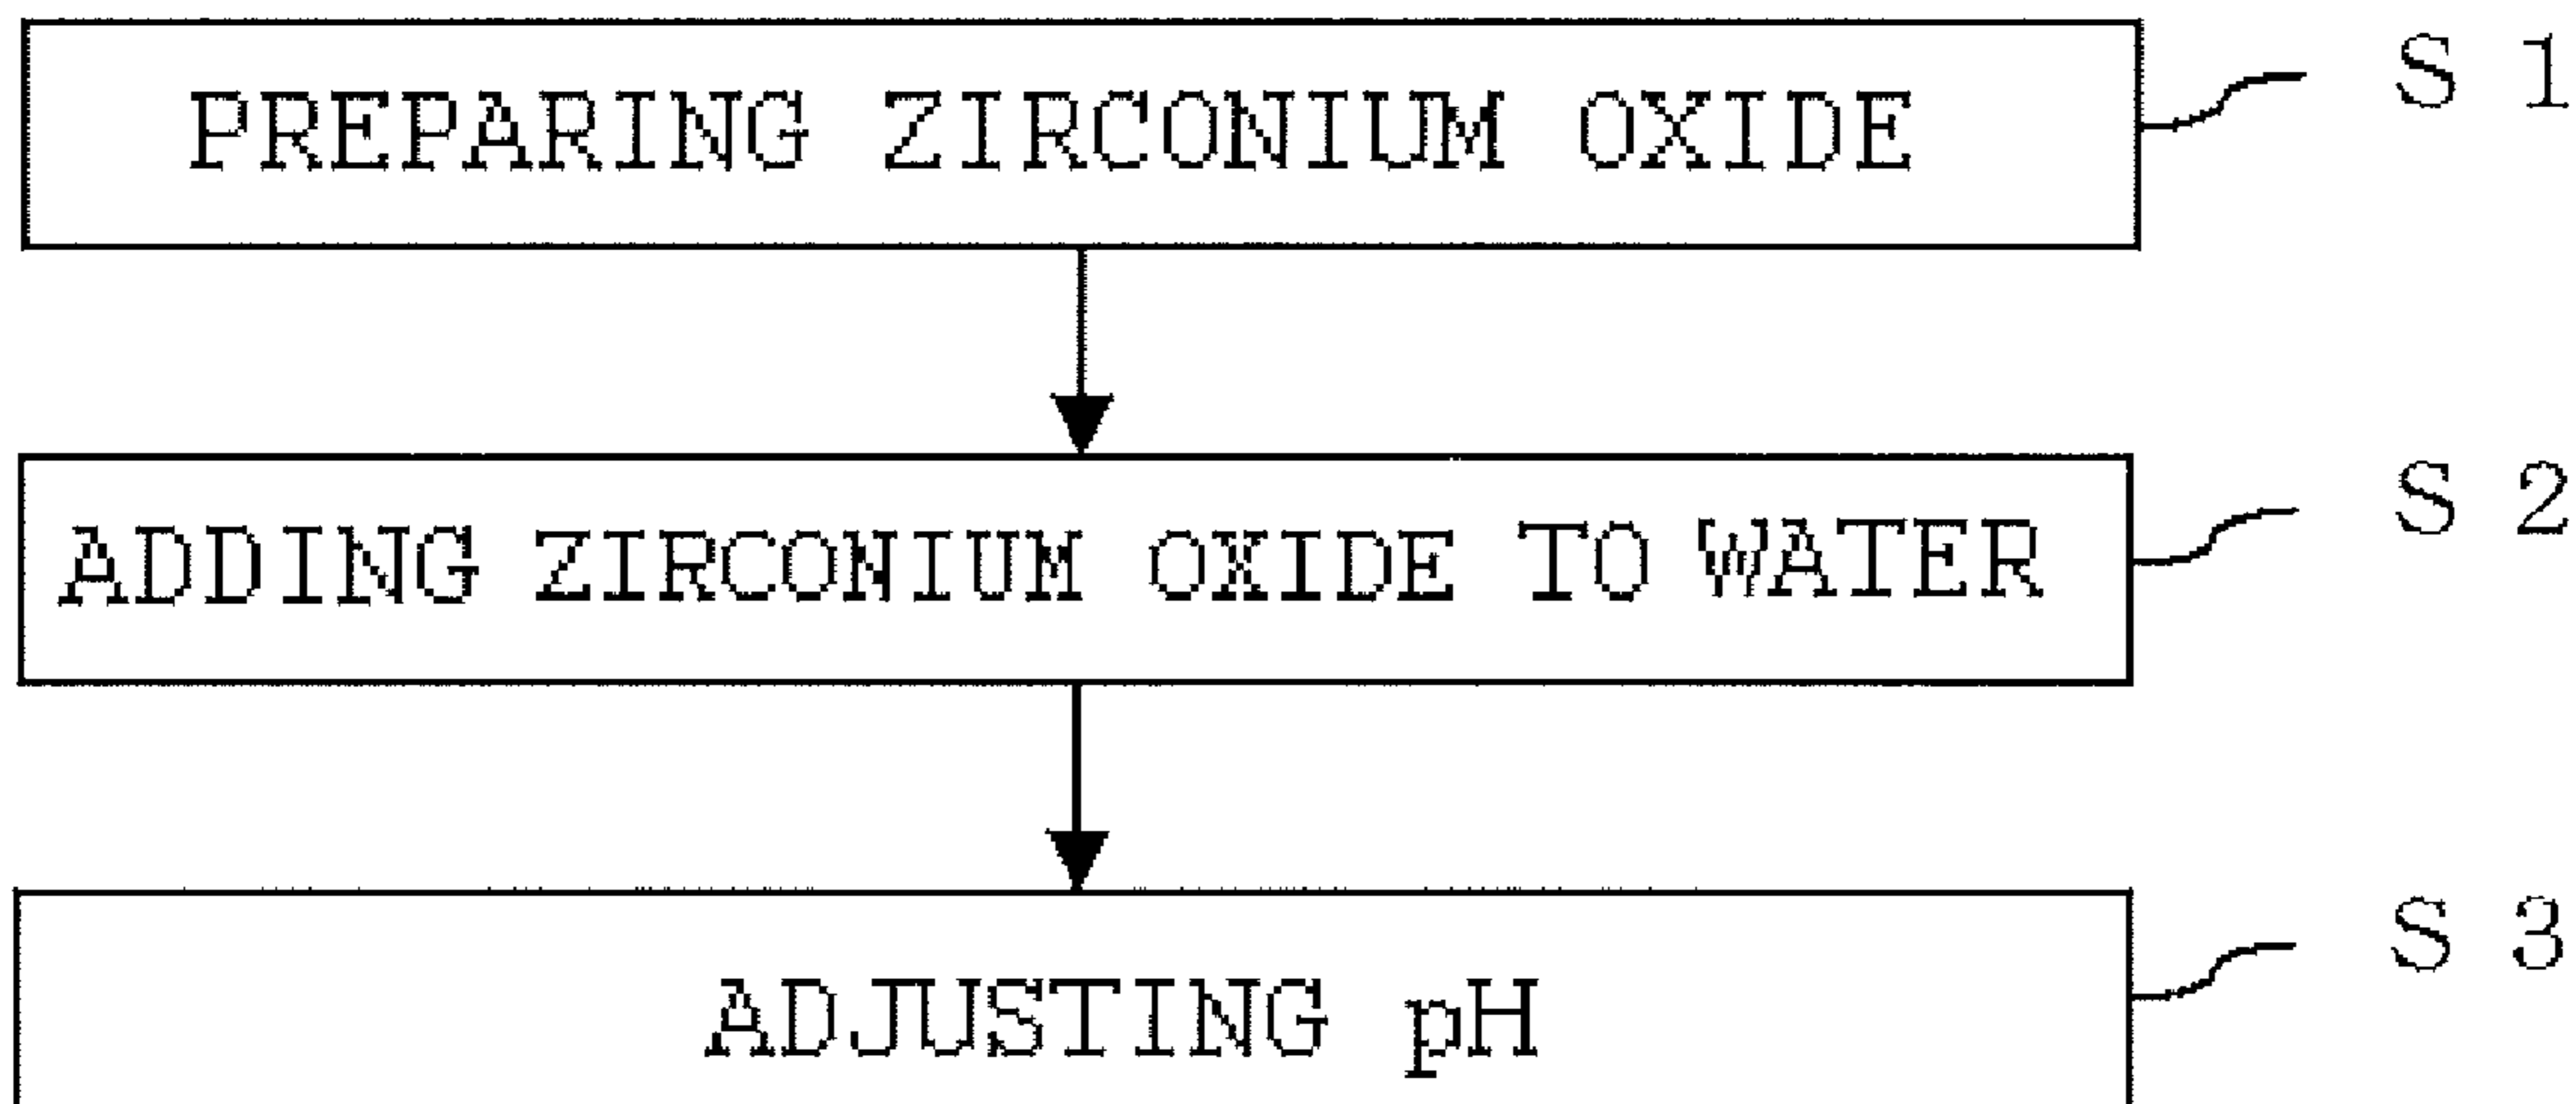 PREPARING ZIRCONIUM OXIDE S 1
ADDING ZIRCONIUM OXIDE TO WATER S 2
ADJUSTING pH S 3